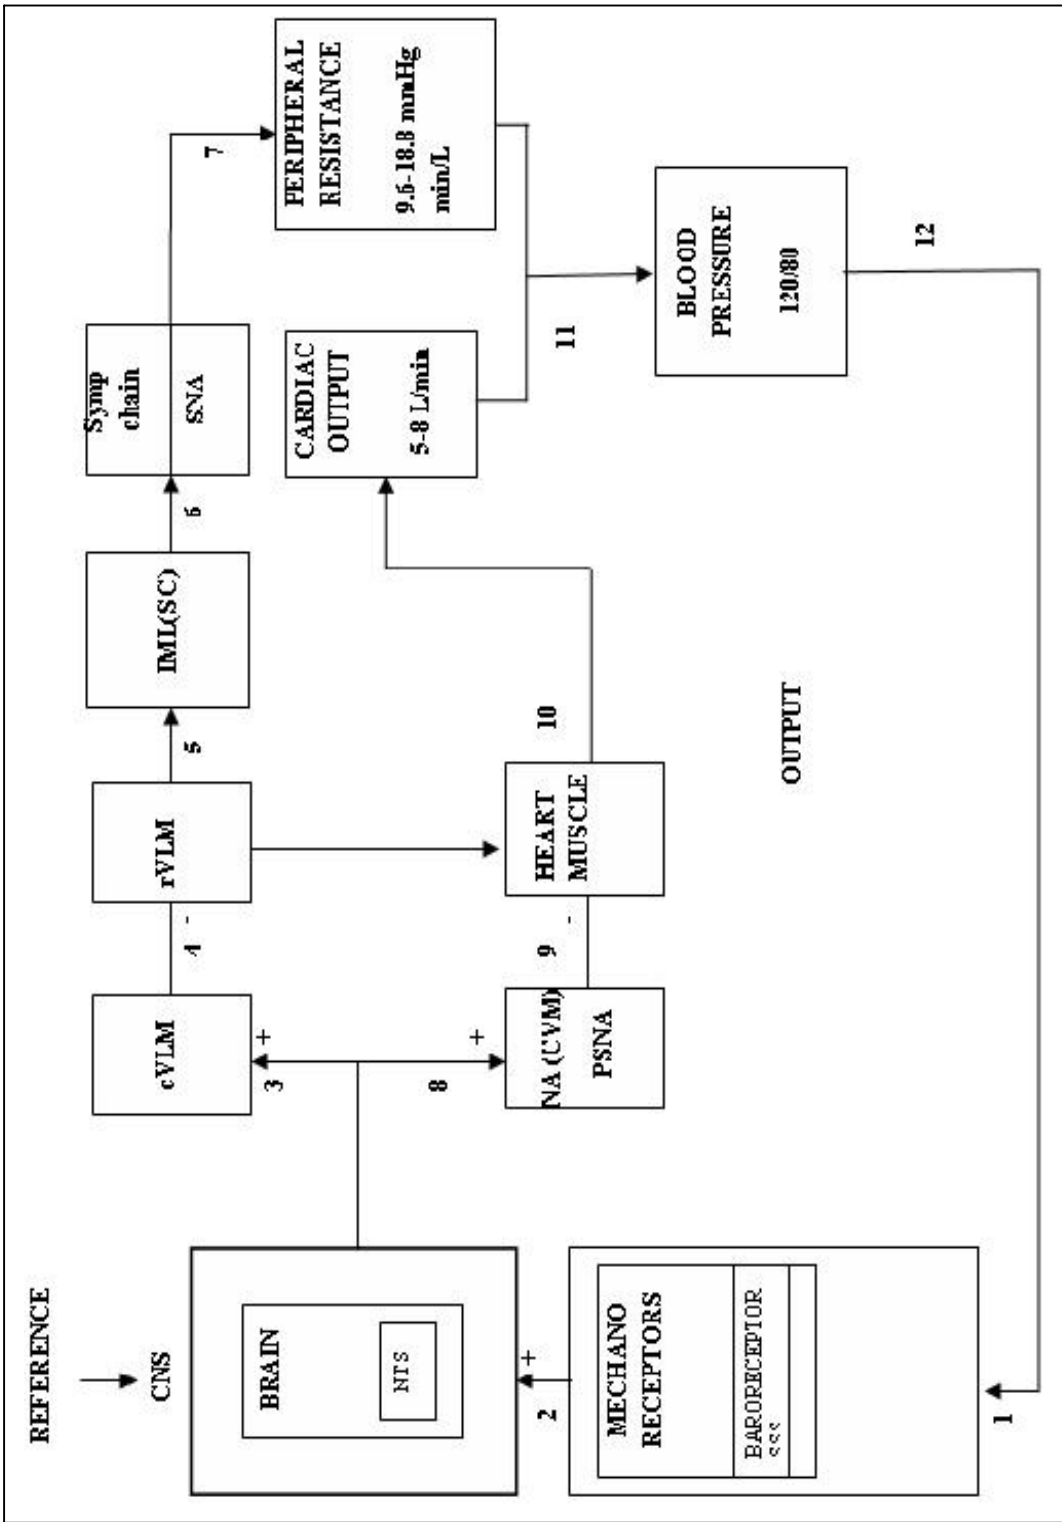 REFERENCE
CNS
BRAIN
NTS
2
+
MECHANO
RECEPTORS
BARORECEPTOR
1
3
+
8
+
cVLM
4
-
rVLM
5
IML(SC)
6
Symp
chain
SNA
7
PERIPHERAL
RESISTANCE
9.6-18.8 mmHg
min/L
NA (CVM)
PSNA
9
-
HEART
MUSCLE
10
CARDIAC
OUTPUT
5-8 L/min
11
BLOOD
PRESSURE
120/80
12
OUTPUT